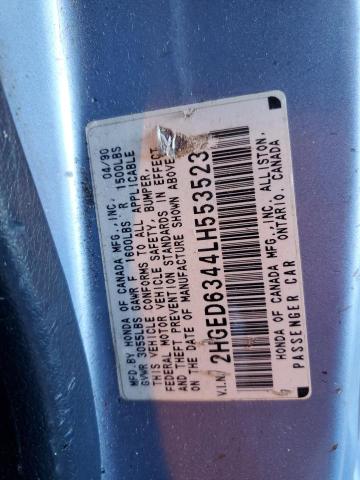 MFD.BY HONDA OF CANADA MFG.,INC. 04/90
GVWR 3055LBS GAWR F 1600LBS R 1500LBS
THIS VEHICLE CONFORMS TO ALL APPLICABLE
FEDERAL MOTOR VEHICLE SAFETY, BUMPER,
AND THEFT PREVENTION STANDARDS IN EFFECT
ON THE DATE OF MANUFACTURE SHOWN ABOVE.
V.I.N. 2HGED6344LH553523
HONDA OF CANADA MFG.,INC. ALLISTON,
PASSENGER CAR ONTARIO, CANADA